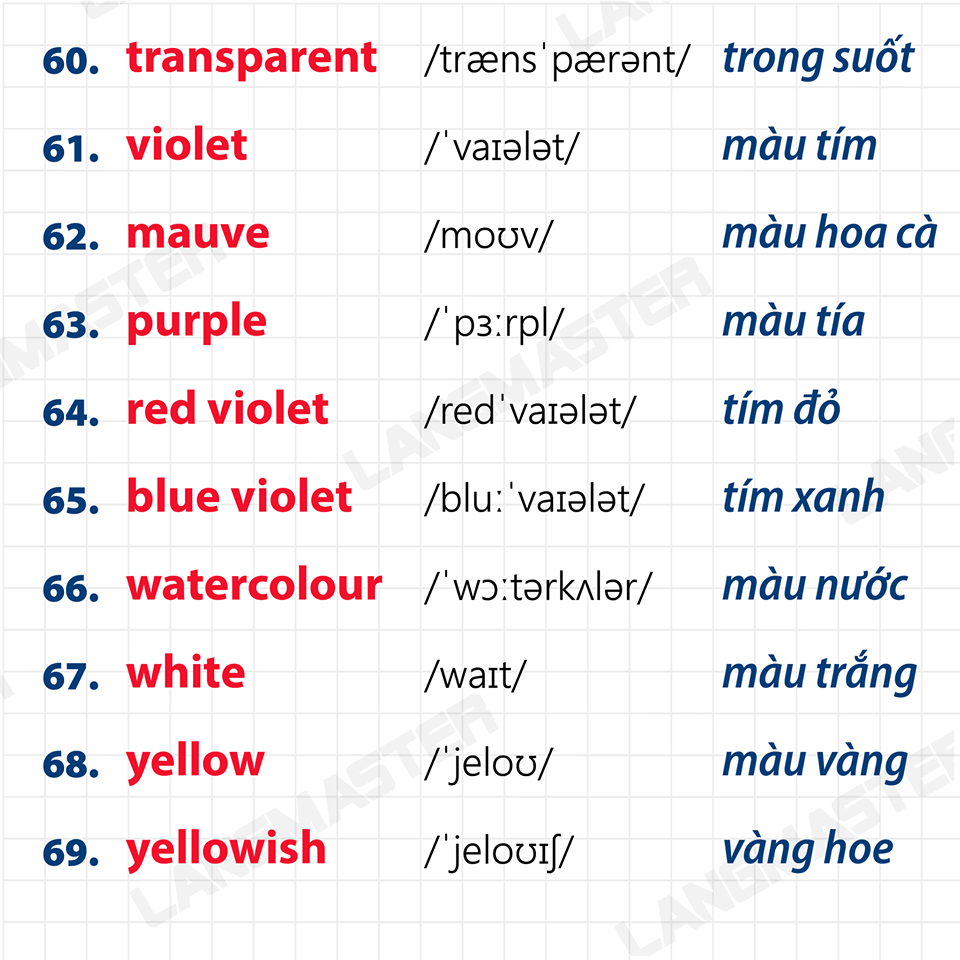 60. transparent /trænsˈpærənt/ trong suốt
61. violet /ˈvaɪələt/ màu tím
62. mauve /moʊv/ màu hoa cà
63. purple /ˈpɜːrpl/ màu tía
64. red violet /redˈvaɪələt/ tím đỏ
65. blue violet /bluːˈvaɪələt/ tím xanh
66. watercolour /ˈwɔːtərkʌlər/ màu nước
67. white /waɪt/ màu trắng
68. yellow /ˈjeloʊ/ màu vàng
69. yellowish /ˈjeloʊɪʃ/ vàng hoe
LANGMASTER